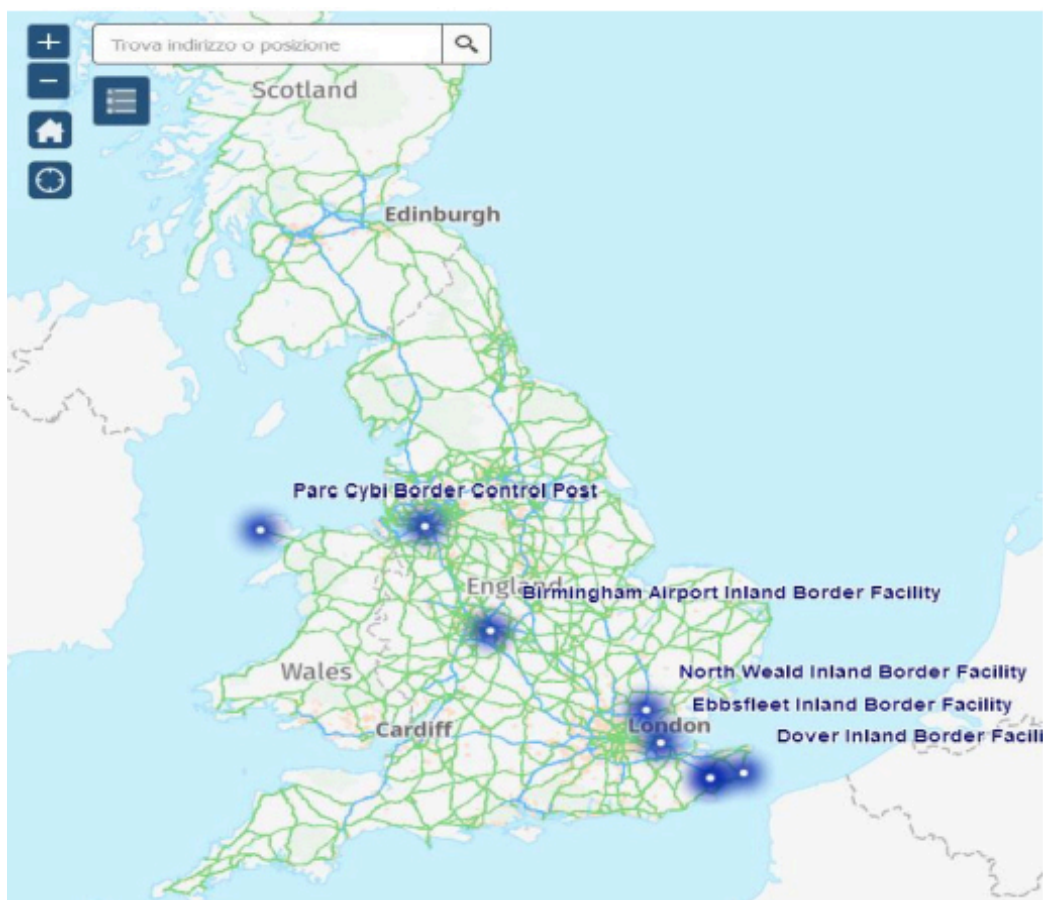 Trova indirizzo o posizione
Scotland
Edinburgh
Parc Cybi Border Control Post
England
Birmingham Airport Inland Border Facility
Wales
North Weald Inland Border Facility
Ebbsfleet Inland Border Facility
London
Cardiff
Dover Inland Border Facili